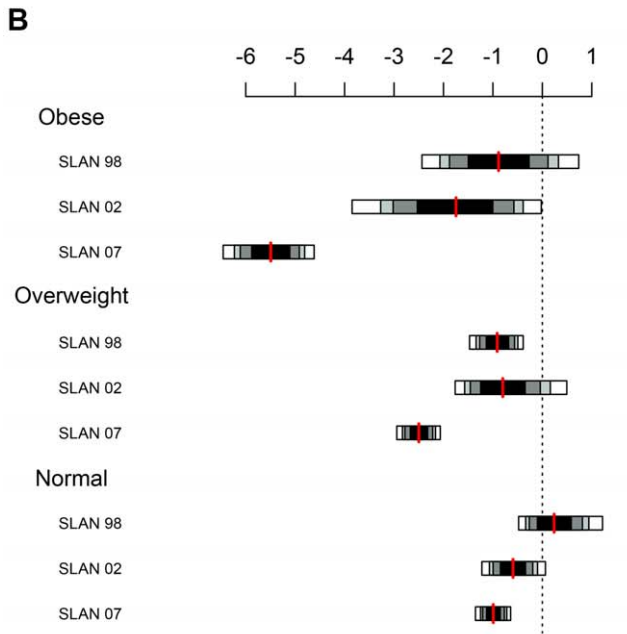 B
-6 -5 -4 -3 -2 -1 0 1
Obese
SLAN 98
SLAN 02
SLAN 07
Overweight
SLAN 98
SLAN 02
SLAN 07
Normal
SLAN 98
SLAN 02
SLAN 07